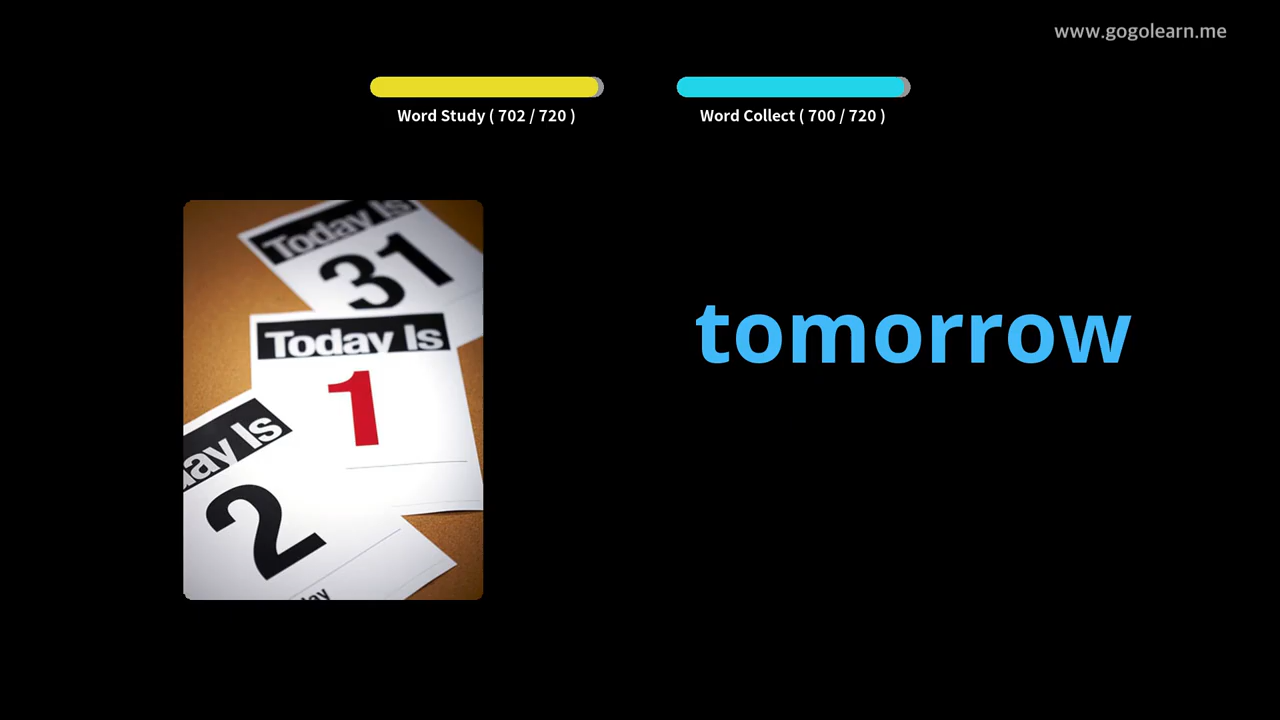 www.gogolearn.me
Word Study ( 702 / 720 )
Word Collect ( 700 / 720 )
Today Is
31
Today Is
1
tomorrow
ay Is
2